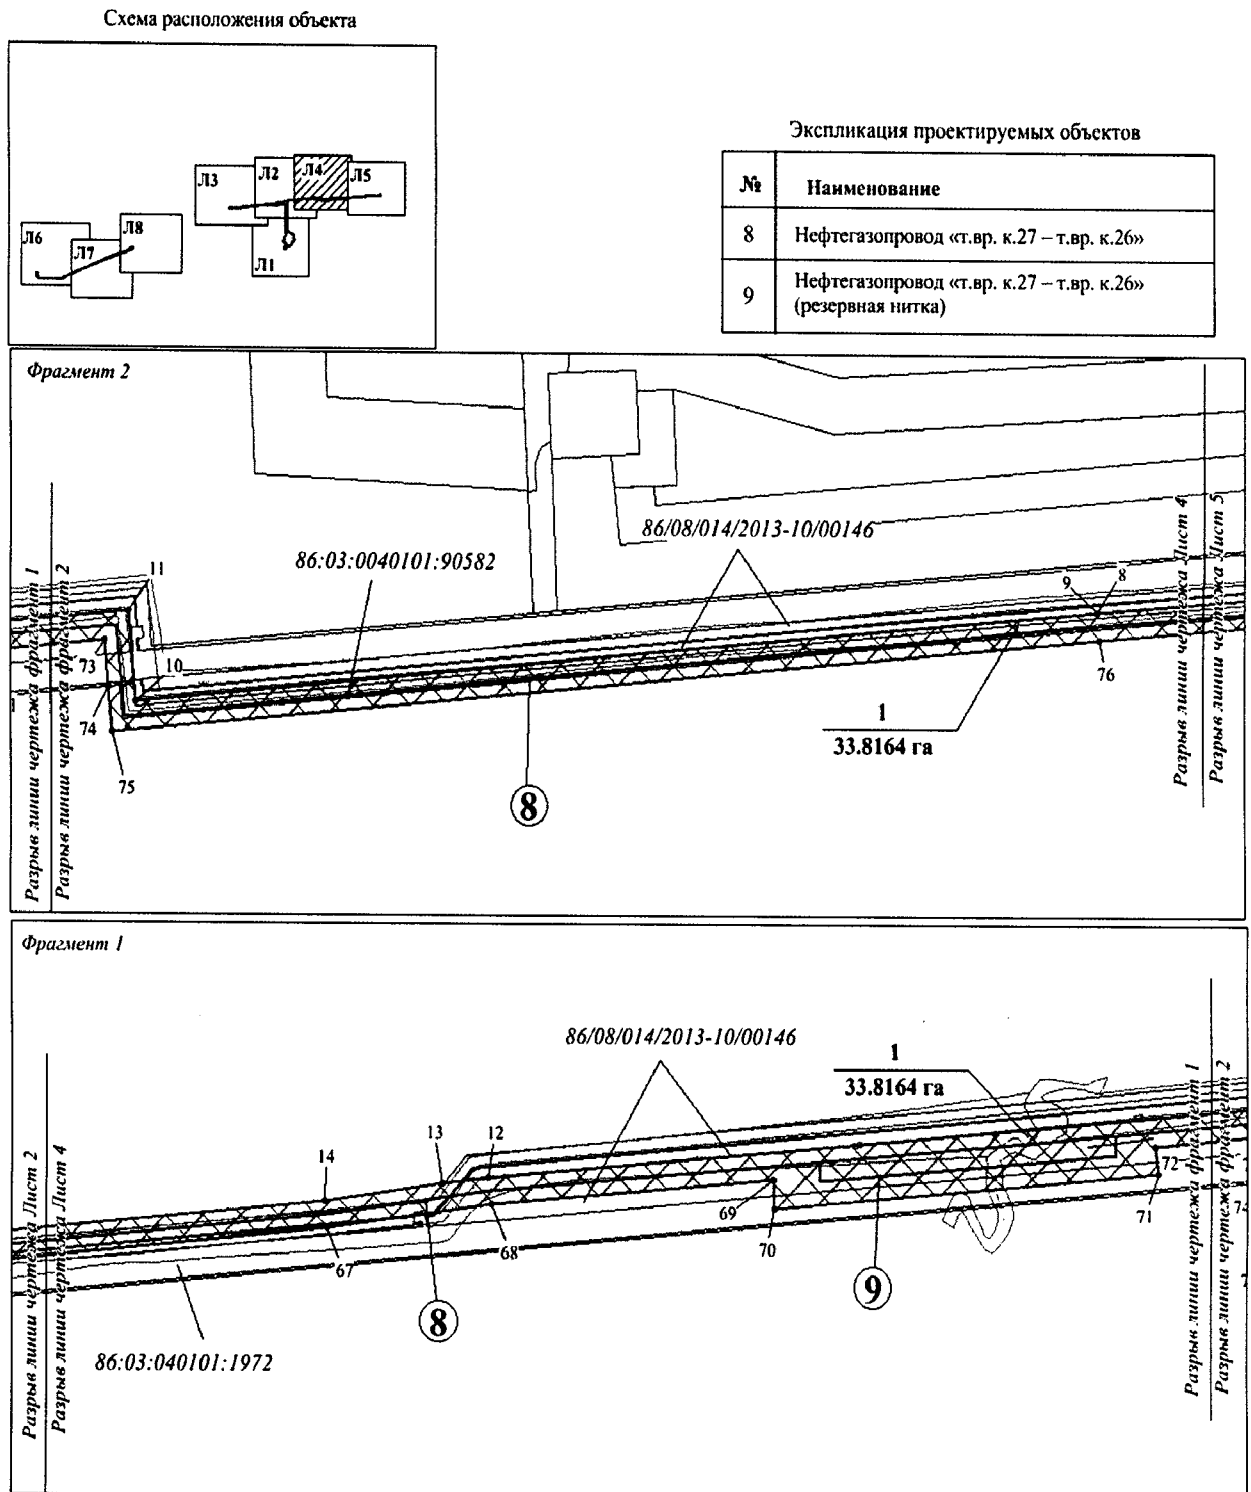 Схема расположения объекта
Л3
Л2
Л4
Л5
Л6
Л7
Л8
Л1
Экспликация проектируемых объектов
№ Наименование
8 Нефтегазопровод «т.вр. к.27 – т.вр. к.26»
9 Нефтегазопровод «т.вр. к.27 – т.вр. к.26»
(резервная нитка)
Фрагмент 2
86/08/014/2013-10/00146
86:03:0040101:90582
11
9
8
73
10
74
75
76
1
33.8164 га
8
Разрыв линии чертежа фрагмент 1
Разрыв линии чертежа фрагмент 2
Разрыв линии чертежа Лист 4
Разрыв линии чертежа Лист 5
Фрагмент 1
86/08/014/2013-10/00146
1
33.8164 га
14
13
12
67
68
69
70
71
72
74
8
9
86:03:040101:1972
Разрыв линии чертежа Лист 2
Разрыв линии чертежа Лист 4
Разрыв линии чертежа фрагмент 1
Разрыв линии чертежа фрагмент 2